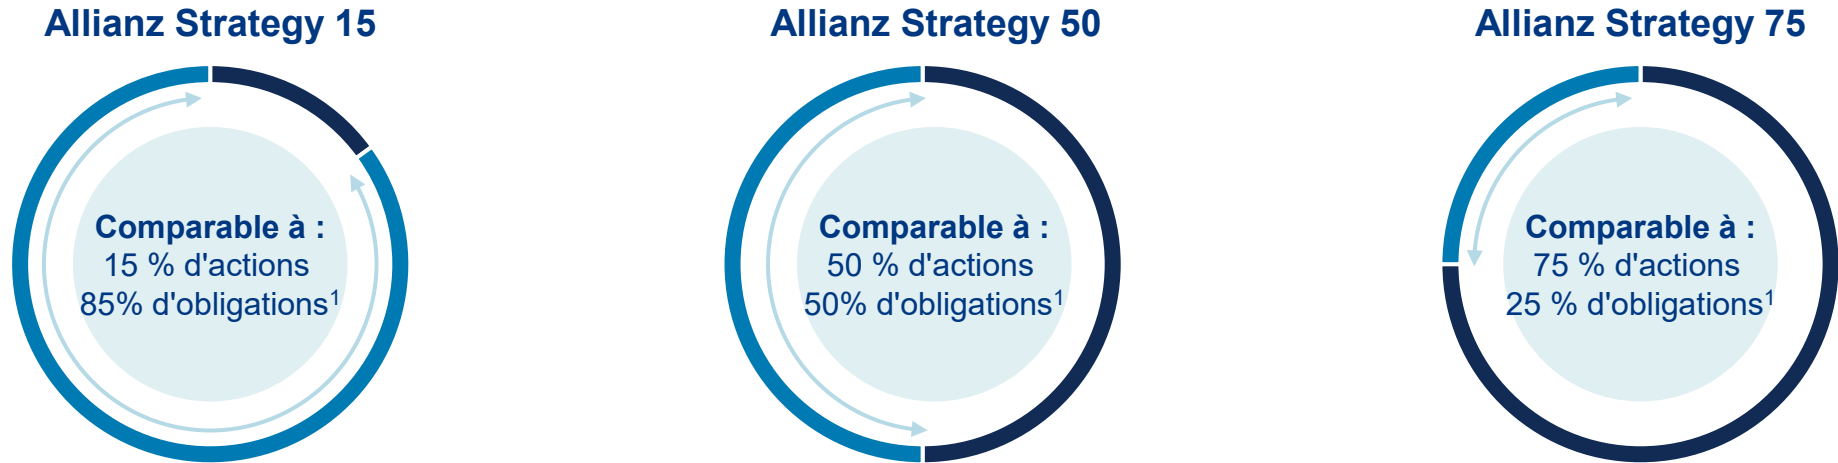 Allianz Strategy 15
Comparable à :
15 % d'actions
85% d'obligations¹
Allianz Strategy 50
Comparable à :
50 % d'actions
50% d'obligations¹
Allianz Strategy 75
Comparable à :
75 % d'actions
25 % d'obligations¹